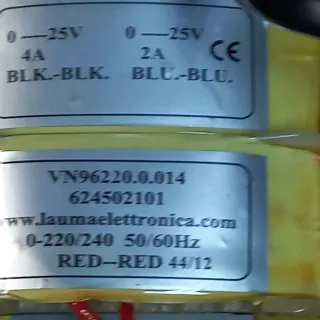 0 —25V 0 —25V
4A 2A CE
BLK.-BLK. BLU.-BLU.
VN96220.0.014
624502101
www.laumaelettronica.com
0-220/240 50/60Hz
RED--RED 44/12